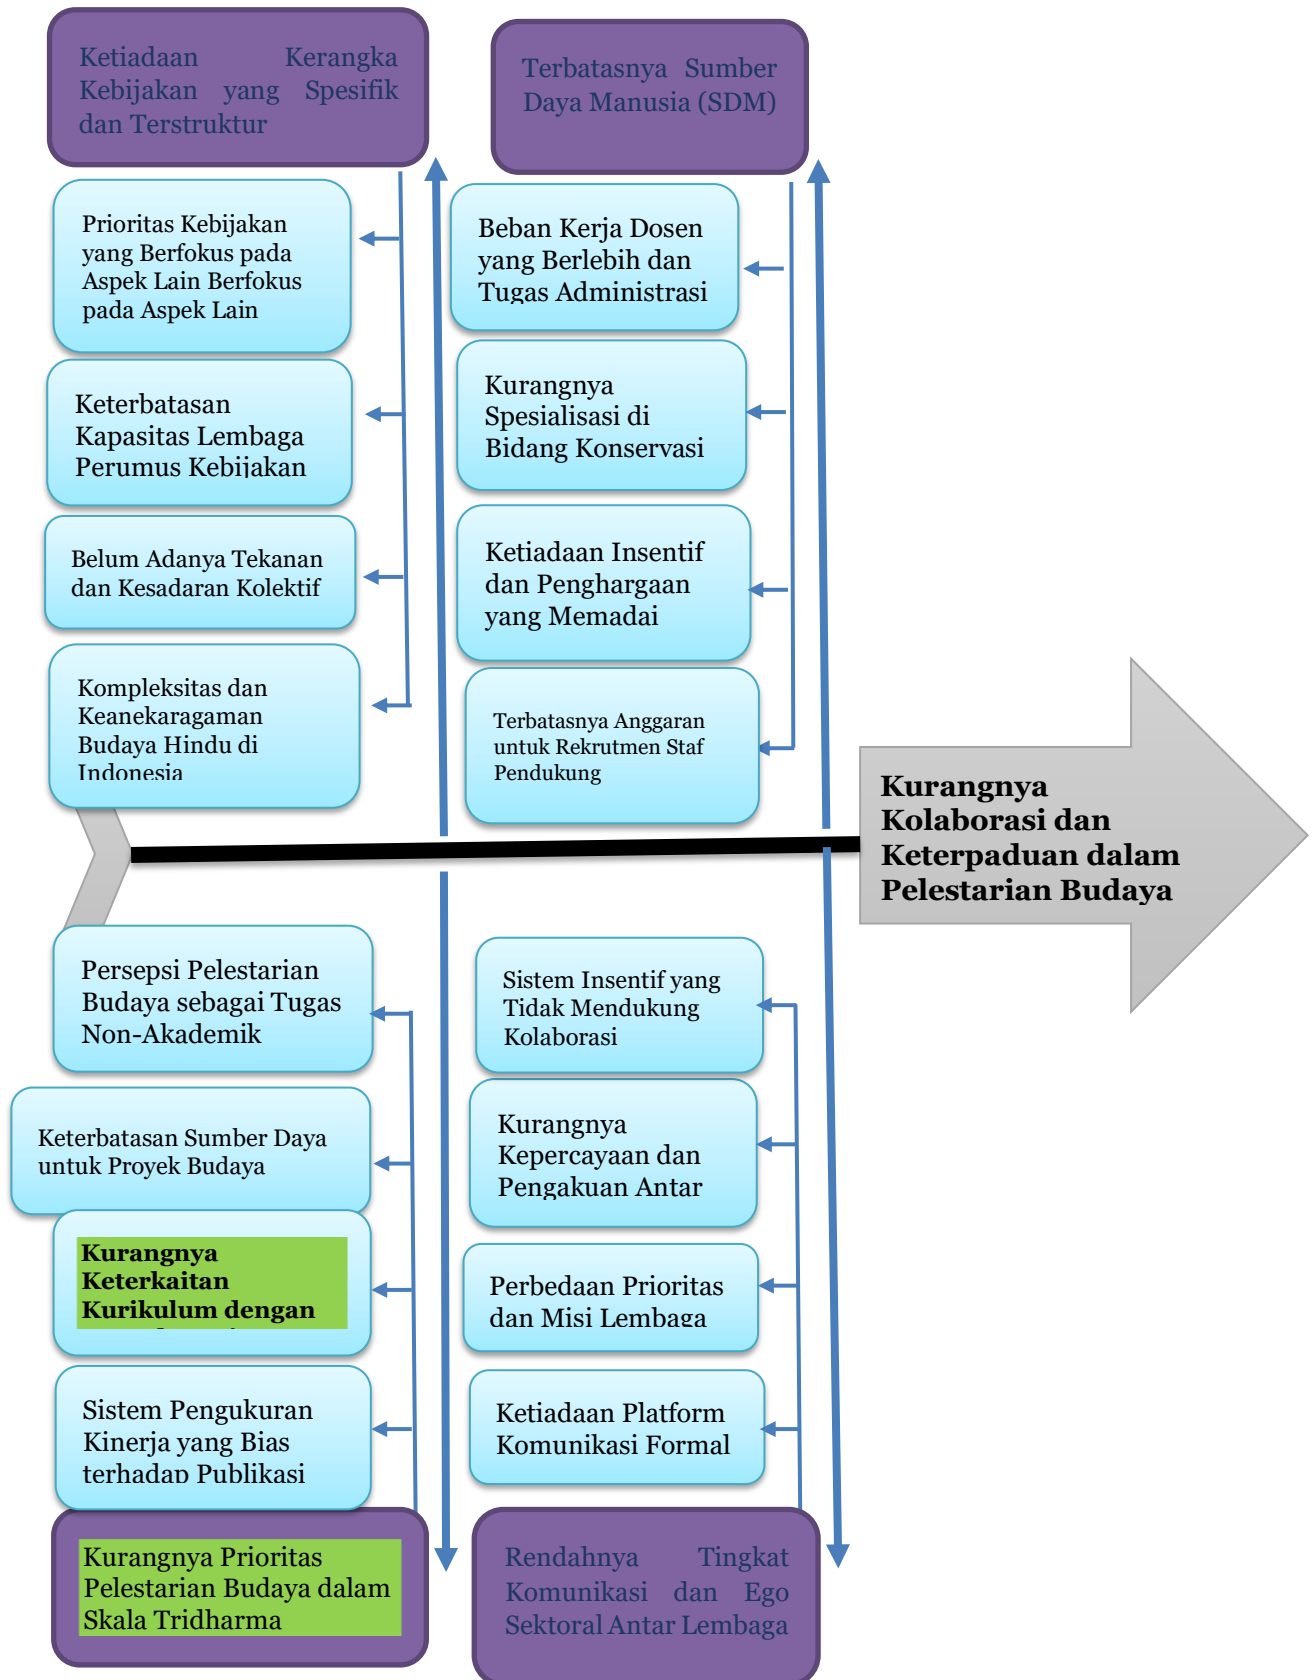 Ketiadaan Kerangka
Kebijakan yang Spesifik
dan Terstruktur
Terbatasnya Sumber
Daya Manusia (SDM)
Prioritas Kebijakan
yang Berfokus pada
Aspek Lain Berfokus
pada Aspek Lain
Keterbatasan
Kapasitas Lembaga
Perumus Kebijakan
Belum Adanya Tekanan
dan Kesadaran Kolektif
Kompleksitas dan
Keanekaragaman
Budaya Hindu di
Indonesia
Beban Kerja Dosen
yang Berlebih dan
Tugas Administrasi
Kurangnya
Spesialisasi di
Bidang Konservasi
Ketiadaan Insentif
dan Penghargaan
yang Memadai
Terbatasnya Anggaran
untuk Rekrutmen Staf
Pendukung
Kurangnya
Kolaborasi dan
Keterpaduan dalam
Pelestarian Budaya
Persepsi Pelestarian
Budaya sebagai Tugas
Non-Akademik
Keterbatasan Sumber Daya
untuk Proyek Budaya
Kurangnya
Keterkaitan
Kurikulum dengan
Sistem Pengukuran
Kinerja yang Bias
terhadap Publikasi
Sistem Insentif yang
Tidak Mendukung
Kolaborasi
Kurangnya
Kepercayaan dan
Pengakuan Antar
Perbedaan Prioritas
dan Misi Lembaga
Ketiadaan Platform
Komunikasi Formal
Kurangnya Prioritas
Pelestarian Budaya dalam
Skala Tridharma
Rendahnya Tingkat
Komunikasi dan Ego
Sektoral Antar Lembaga